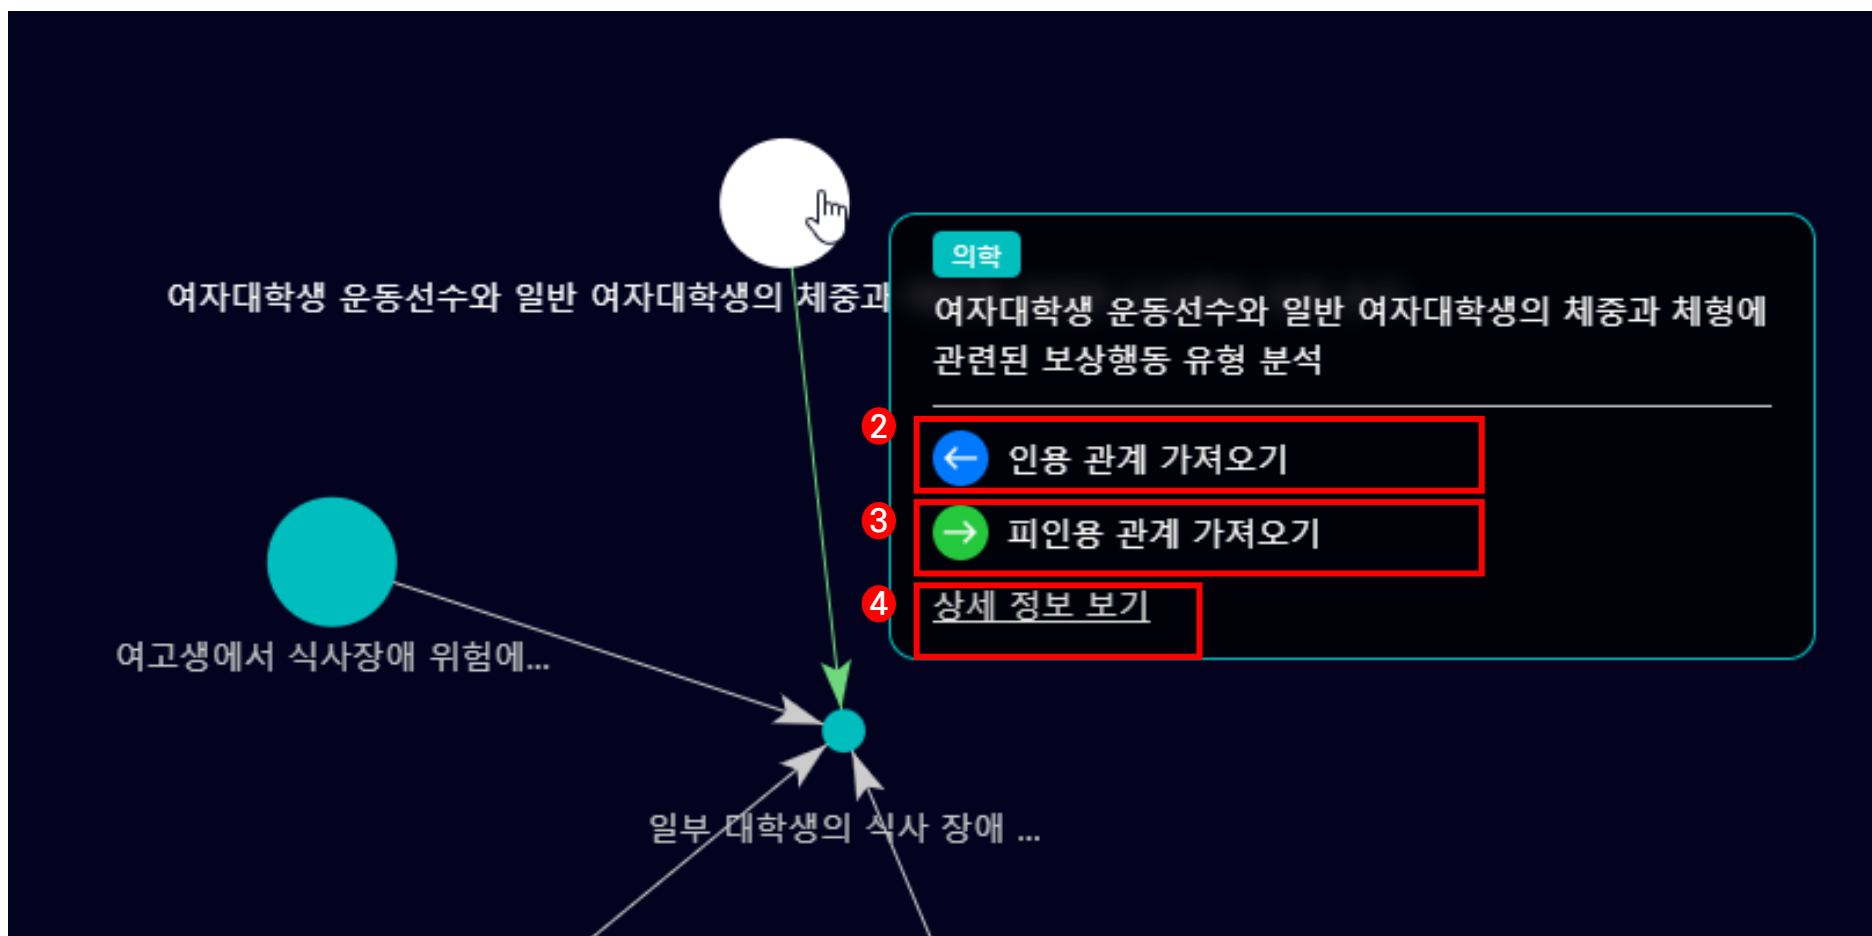 의학
여자대학생 운동선수와 일반 여자대학생의 체중과
여자대학생 운동선수와 일반 여자대학생의 체중과 체형에
관련된 보상행동 유형 분석
2
인용 관계 가져오기
3
피인용 관계 가져오기
4
상세 정보 보기
여고생에서 식사장애 위험에...
일부 대학생의 식사 장애 ...